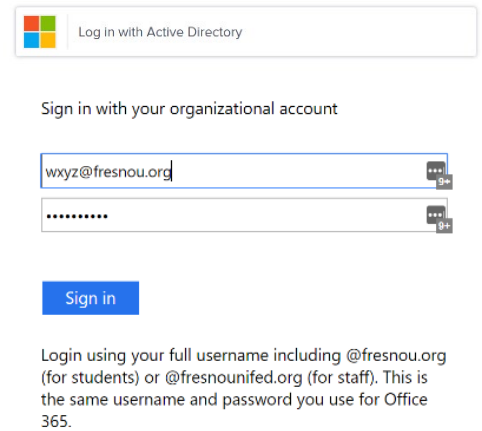 Log in with Active Directory
Sign in with your organizational account
wxyz@fresnou.org
9+
••••••••••
9+
Sign in
Login using your full username including @fresnou.org
(for students) or @fresnounifed.org (for staff). This is
the same username and password you use for Office
365.